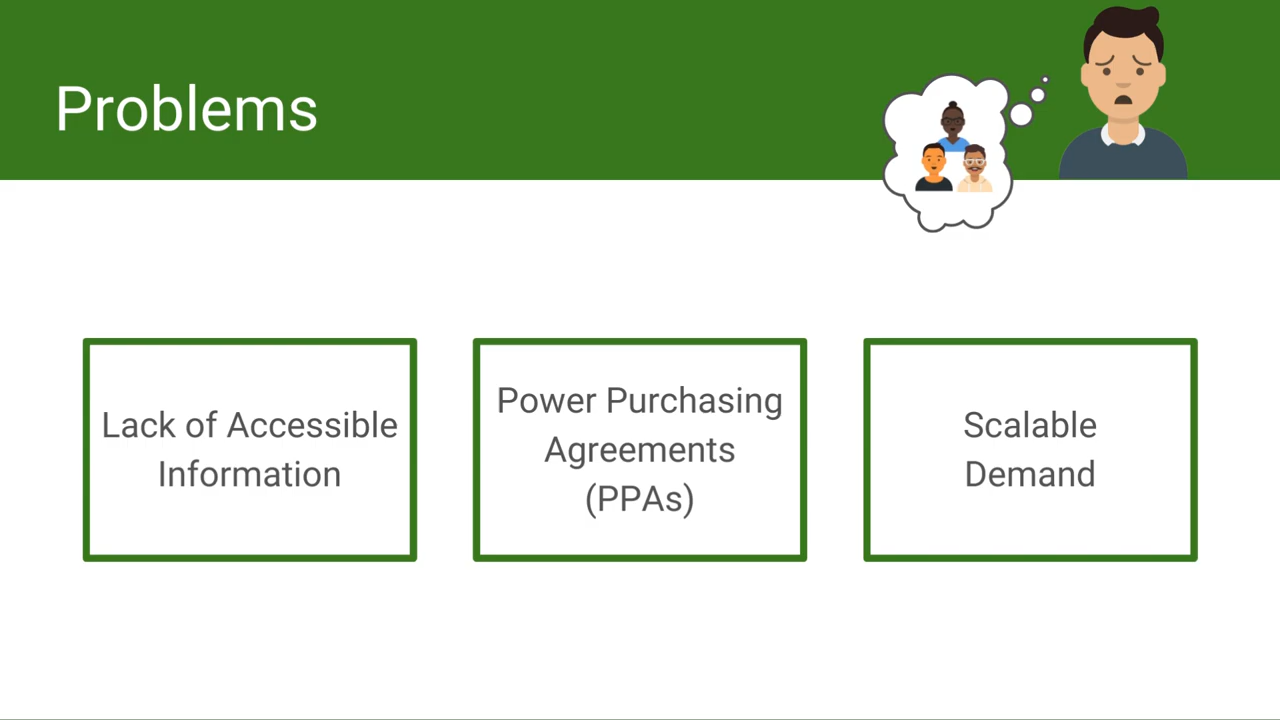 Problems
Lack of Accessible
Information
Power Purchasing
Agreements
(PPAs)
Scalable
Demand